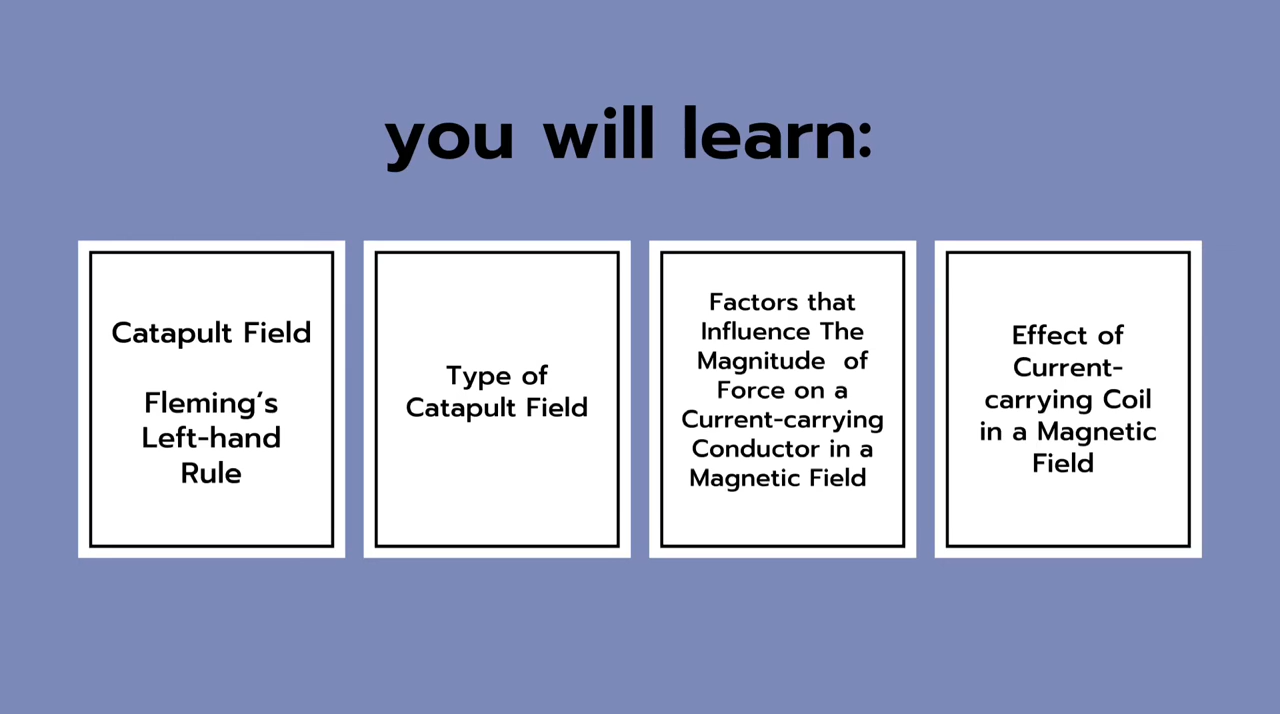 you will learn:
Catapult Field
Fleming’s
Left-hand
Rule
Type of
Catapult Field
Factors that
Influence The
Magnitude of
Force on a
Current-carrying
Conductor in a
Magnetic Field
Effect of
Current-
carrying Coil
in a Magnetic
Field